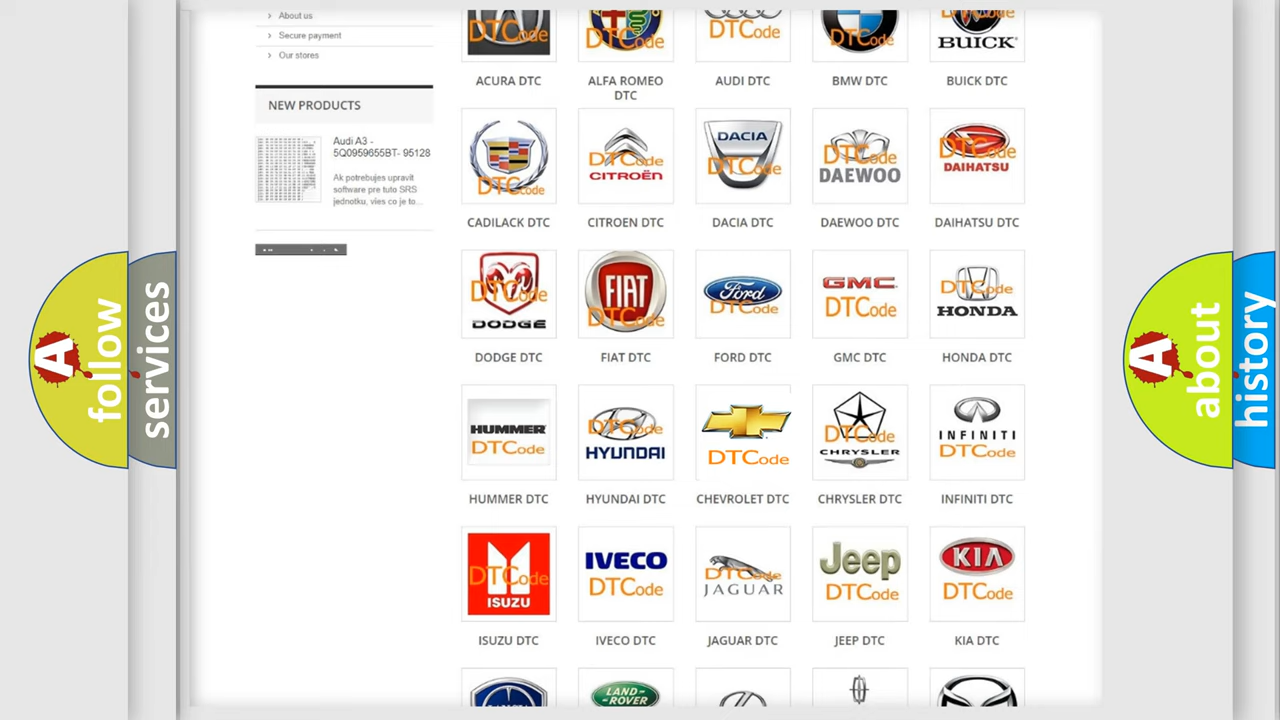 About us
Secure payment
Our stores
NEW PRODUCTS
Audi A3 -
5Q0959655BT- 95128
Ak potrebujes upravit
software pre tuto SRS
jednotku, vies co je to...
A
follow
services
DTCode
DTCode
DTCode
DTCode
BUICK
ACURA DTC
ALFA ROMEO
DTC
AUDI DTC
BMW DTC
BUICK DTC
DTCode
DTCode
CITROËN
DACIA
DTCode
DTCode
DAEWOO
DTCode
DAIHATSU
CADILACK DTC
CITROEN DTC
DACIA DTC
DAEWOO DTC
DAIHATSU DTC
DTCode
DODGE
FIAT
DTCode
Ford
DTCode
GMC
DTCode
DTCode
HONDA
DODGE DTC
FIAT DTC
FORD DTC
GMC DTC
HONDA DTC
HUMMER
DTCode
DTCode
HYUNDAI
DTCode
DTCode
CHRYSLER
INFINITI
DTCode
HUMMER DTC
HYUNDAI DTC
CHEVROLET DTC
CHRYSLER DTC
INFINITI DTC
DTCode
ISUZU
IVECO
DTCode
DTCode
JAGUAR
Jeep
DTCode
KIA
DTCode
ISUZU DTC
IVECO DTC
JAGUAR DTC
JEEP DTC
KIA DTC
LAND-
ROVER
A
about
history